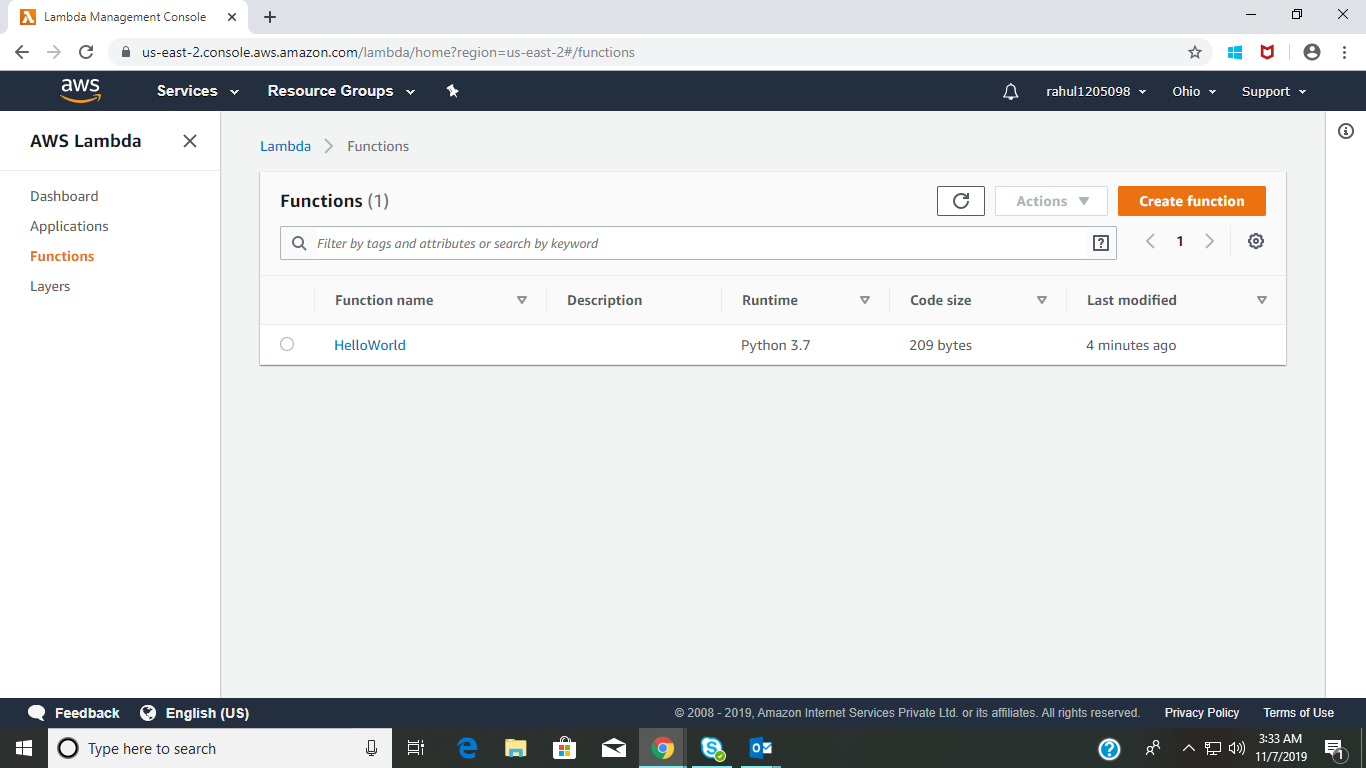 Lambda Management Console
us-east-2.console.aws.amazon.com/lambda/home?region=us-east-2#/functions
aws Services Resource Groups rahul1205098 Ohio Support
AWS Lambda
Dashboard
Applications
Functions
Layers
Lambda Functions
Functions (1) Actions Create function
Filter by tags and attributes or search by keyword ? 1
Function name Description Runtime Code size Last modified
HelloWorld Python 3.7 209 bytes 4 minutes ago
Feedback English (US) © 2008 - 2019, Amazon Internet Services Private Ltd. or its affiliates. All rights reserved. Privacy Policy Terms of Use
Type here to search
3:33 AM
11/7/2019
1